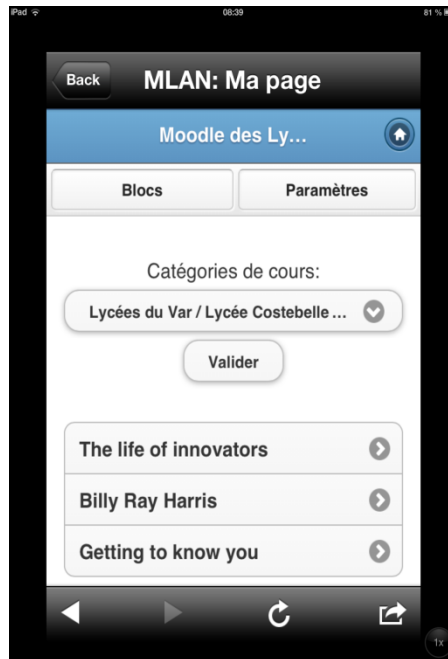 iPad 08:39 81 %
Back MLAN: Ma page
Moodle des Ly...
Blocs Paramètres
Catégories de cours:
Lycées du Var / Lycée Costebelle ...
Valider
The life of innovators
Billy Ray Harris
Getting to know you
1x